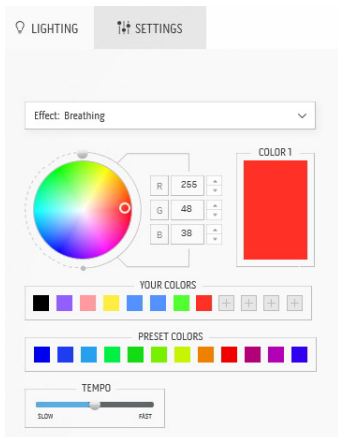 LIGHTING
SETTINGS
Effect: Breathing
COLOR 1
R 255
G 48
B 38
YOUR COLORS
PRESET COLORS
TEMPO
SLOW FAST